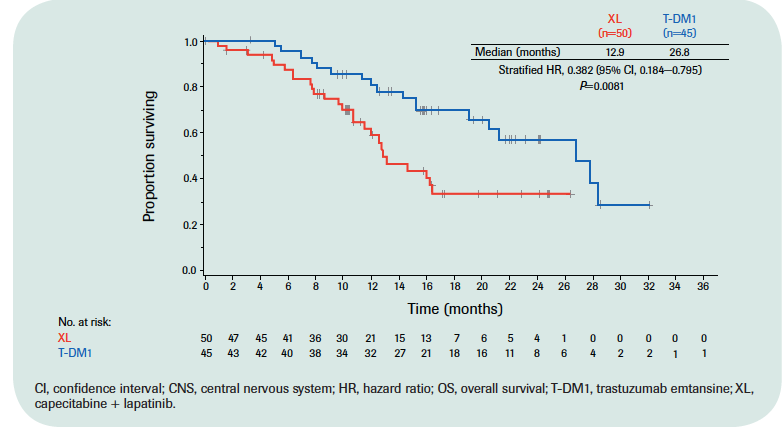 XL T-DM1
(n=50) (n=45)
Median (months) 12.9 26.8
Stratified HR, 0.382 (95% CI, 0.184–0.795)
P=0.0081
Proportion surviving
1.0
0.8
0.6
0.4
0.2
0.0
0 2 4 6 8 10 12 14 16 18 20 22 24 26 28 30 32 34 36
Time (months)
No. at risk:
XL 50 47 45 41 36 30 21 15 13 7 6 5 4 1 0 0 0 0 0
T-DM1 45 43 42 40 38 34 32 27 21 18 16 11 8 6 4 2 2 1 1
CI, confidence interval; CNS, central nervous system; HR, hazard ratio; OS, overall survival; T-DM1, trastuzumab emtansine; XL,
capecitabine + lapatinib.